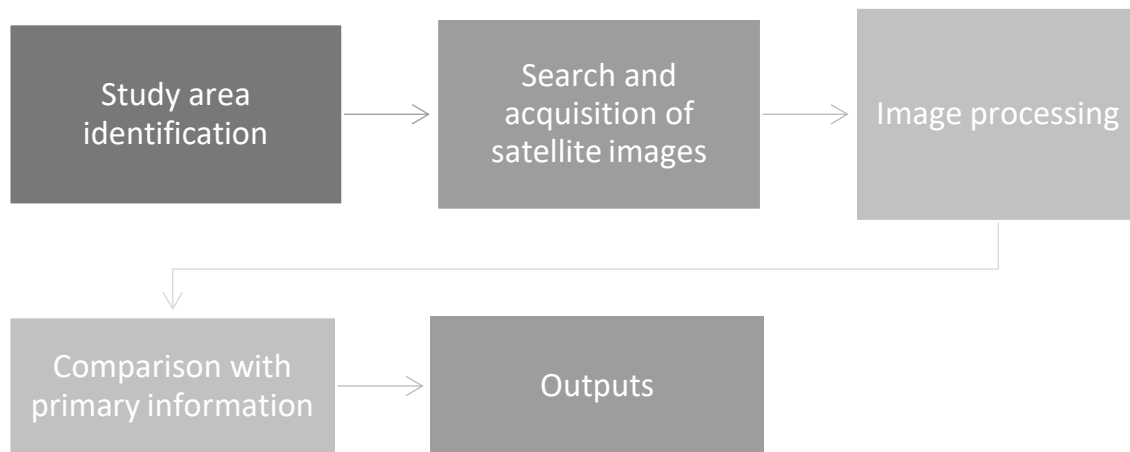 Study area
identification
Search and
acquisition of
satellite images
Image processing
Comparison with
primary information
Outputs